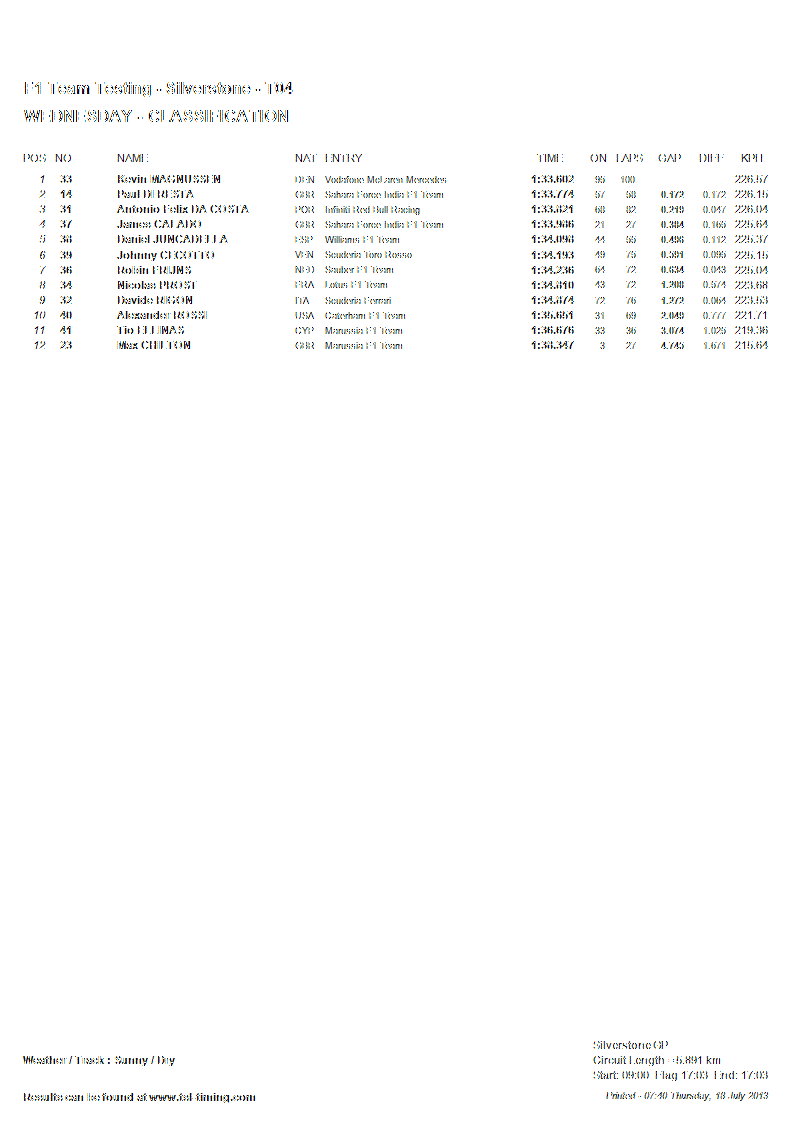 F1 Team Testing - Silverstone - T04
WEDNESDAY - CLASSIFICATION
POS NO NAME NAT ENTRY TIME ON LAPS GAP DIFF KPH
1 33 Kevin MAGNUSSEN DEN Vodafone McLaren Mercedes 1:33.602 95 100 226.57
2 14 Paul DI RESTA GBR Sahara Force India F1 Team 1:33.774 57 58 0.172 0.172 226.15
3 31 Antonio Felix DA COSTA POR Infiniti Red Bull Racing 1:33.821 68 82 0.219 0.047 226.04
4 37 James CALADO GBR Sahara Force India F1 Team 1:33.986 21 27 0.384 0.165 225.64
5 38 Daniel JUNCADELLA ESP Williams F1 Team 1:34.098 44 55 0.496 0.112 225.37
6 39 Johnny CECOTTO VEN Scuderia Toro Rosso 1:34.193 49 75 0.591 0.095 225.15
7 36 Robin FRIJNS NED Sauber F1 Team 1:34.236 64 72 0.634 0.043 225.04
8 34 Nicolas PROST FRA Lotus F1 Team 1:34.810 43 72 1.208 0.574 223.68
9 32 Davide RIGON ITA Scuderia Ferrari 1:34.874 72 76 1.272 0.064 223.53
10 40 Alexander ROSSI USA Caterham F1 Team 1:35.651 31 69 2.049 0.777 221.71
11 41 Tio ELLINAS CYP Marussia F1 Team 1:36.676 33 36 3.074 1.025 219.36
12 23 Max CHILTON GBR Marussia F1 Team 1:38.347 3 27 4.745 1.671 215.64
Silverstone GP
Weather / Track : Sunny / Dry Circuit Length = 5.891 km
Start: 09:00 Flag 17:03 End: 17:03
Results can be found at www.tsl-timing.com Printed - 07:40 Thursday, 18 July 2013